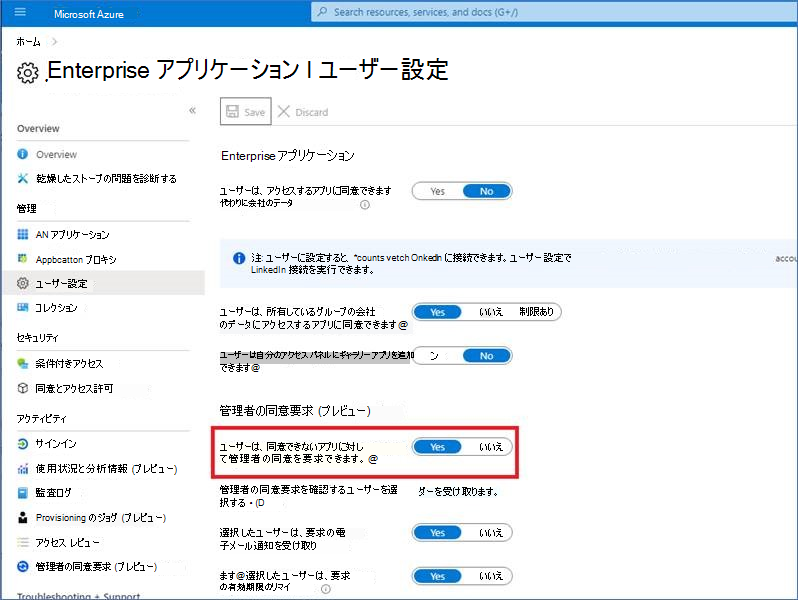 Microsoft Azure
Search resources, services, and docs (G+/)
ホーム
Enterprise アプリケーション | ユーザー設定
«
Save
Discard
Overview
Overview
乾燥したストーブの問題を診断する
管理
AN アプリケーション
Appbcatton プロキシ
ユーザー設定
コレクション
セキュリティ
条件付きアクセス
同意とアクセス許可
アクティビティ
サインイン
使用状況と分析情報 (プレビュー)
監査ログ
Provisioning のジョグ (プレビュー)
アクセス レビュー
管理者の同意要求 (プレビュー)
Troubleshooting + Support
Enterprise アプリケーション
ユーザーは、アクセスするアプリに同意できます
代わりに会社のデータ
Yes No
注: ユーザーに設定すると、*counts vetch Onkedln に接続できます。ユーザー設定で
LinkedIn 接続を実行できます。
accou
ユーザーは、所有しているグループの会社
のデータにアクセスするアプリに同意できます@
Yes いいえ 制限あり
ユーザーは自分のアクセス パネルにギャラリー アプリを追加
できます@
ン No
管理者の同意要求 (プレビュー)
ユーザーは、同意できないアプリに対し
て管理者の同意を要求できます。@
Yes いいえ
管理者の同意要求を確認するユーザーを選
択する・(D
ダーを受け取ります。
選択したユーザーは、要求の電
子メール通知を受け取り
Yes いいえ
ます@選択したユーザーは、要求
の有効期限のリマイ
Yes いいえ